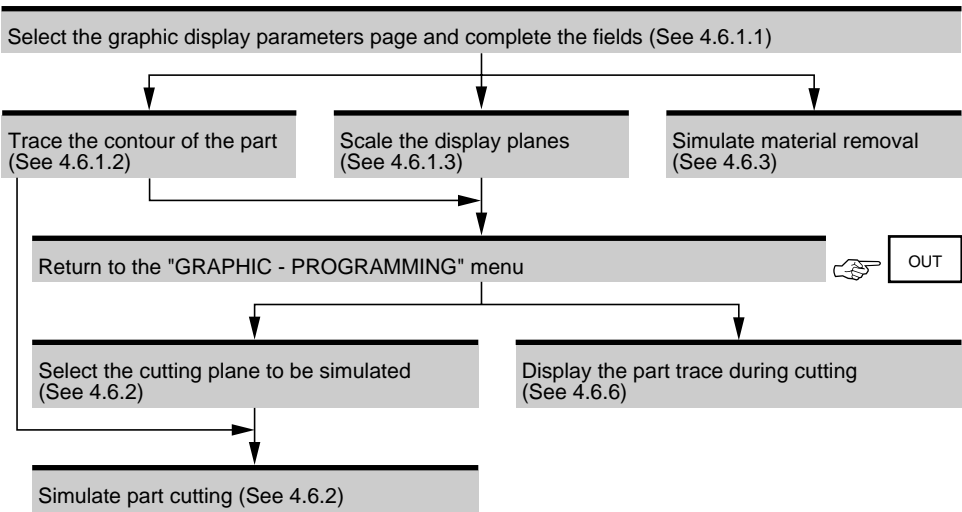 Select the graphic display parameters page and complete the fields (See 4.6.1.1)
Trace the contour of the part
(See 4.6.1.2)
Scale the display planes
(See 4.6.1.3)
Simulate material removal
(See 4.6.3)
Return to the "GRAPHIC - PROGRAMMING" menu
OUT
Select the cutting plane to be simulated
(See 4.6.2)
Display the part trace during cutting
(See 4.6.6)
Simulate part cutting (See 4.6.2)